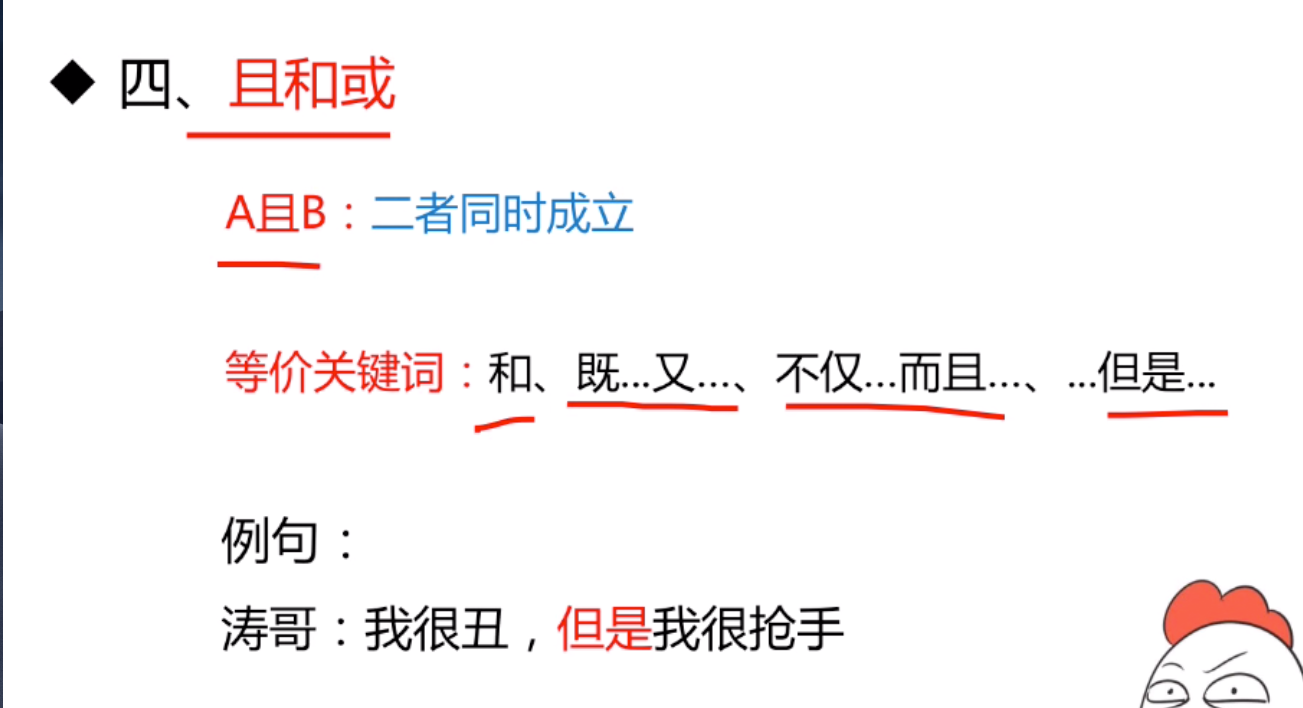 ◆ 四、且和或
A且B：二者同时成立
等价关键词：和、既...又...、不仅...而且...、...但是...
例句：
涛哥：我很丑，但是我很抢手